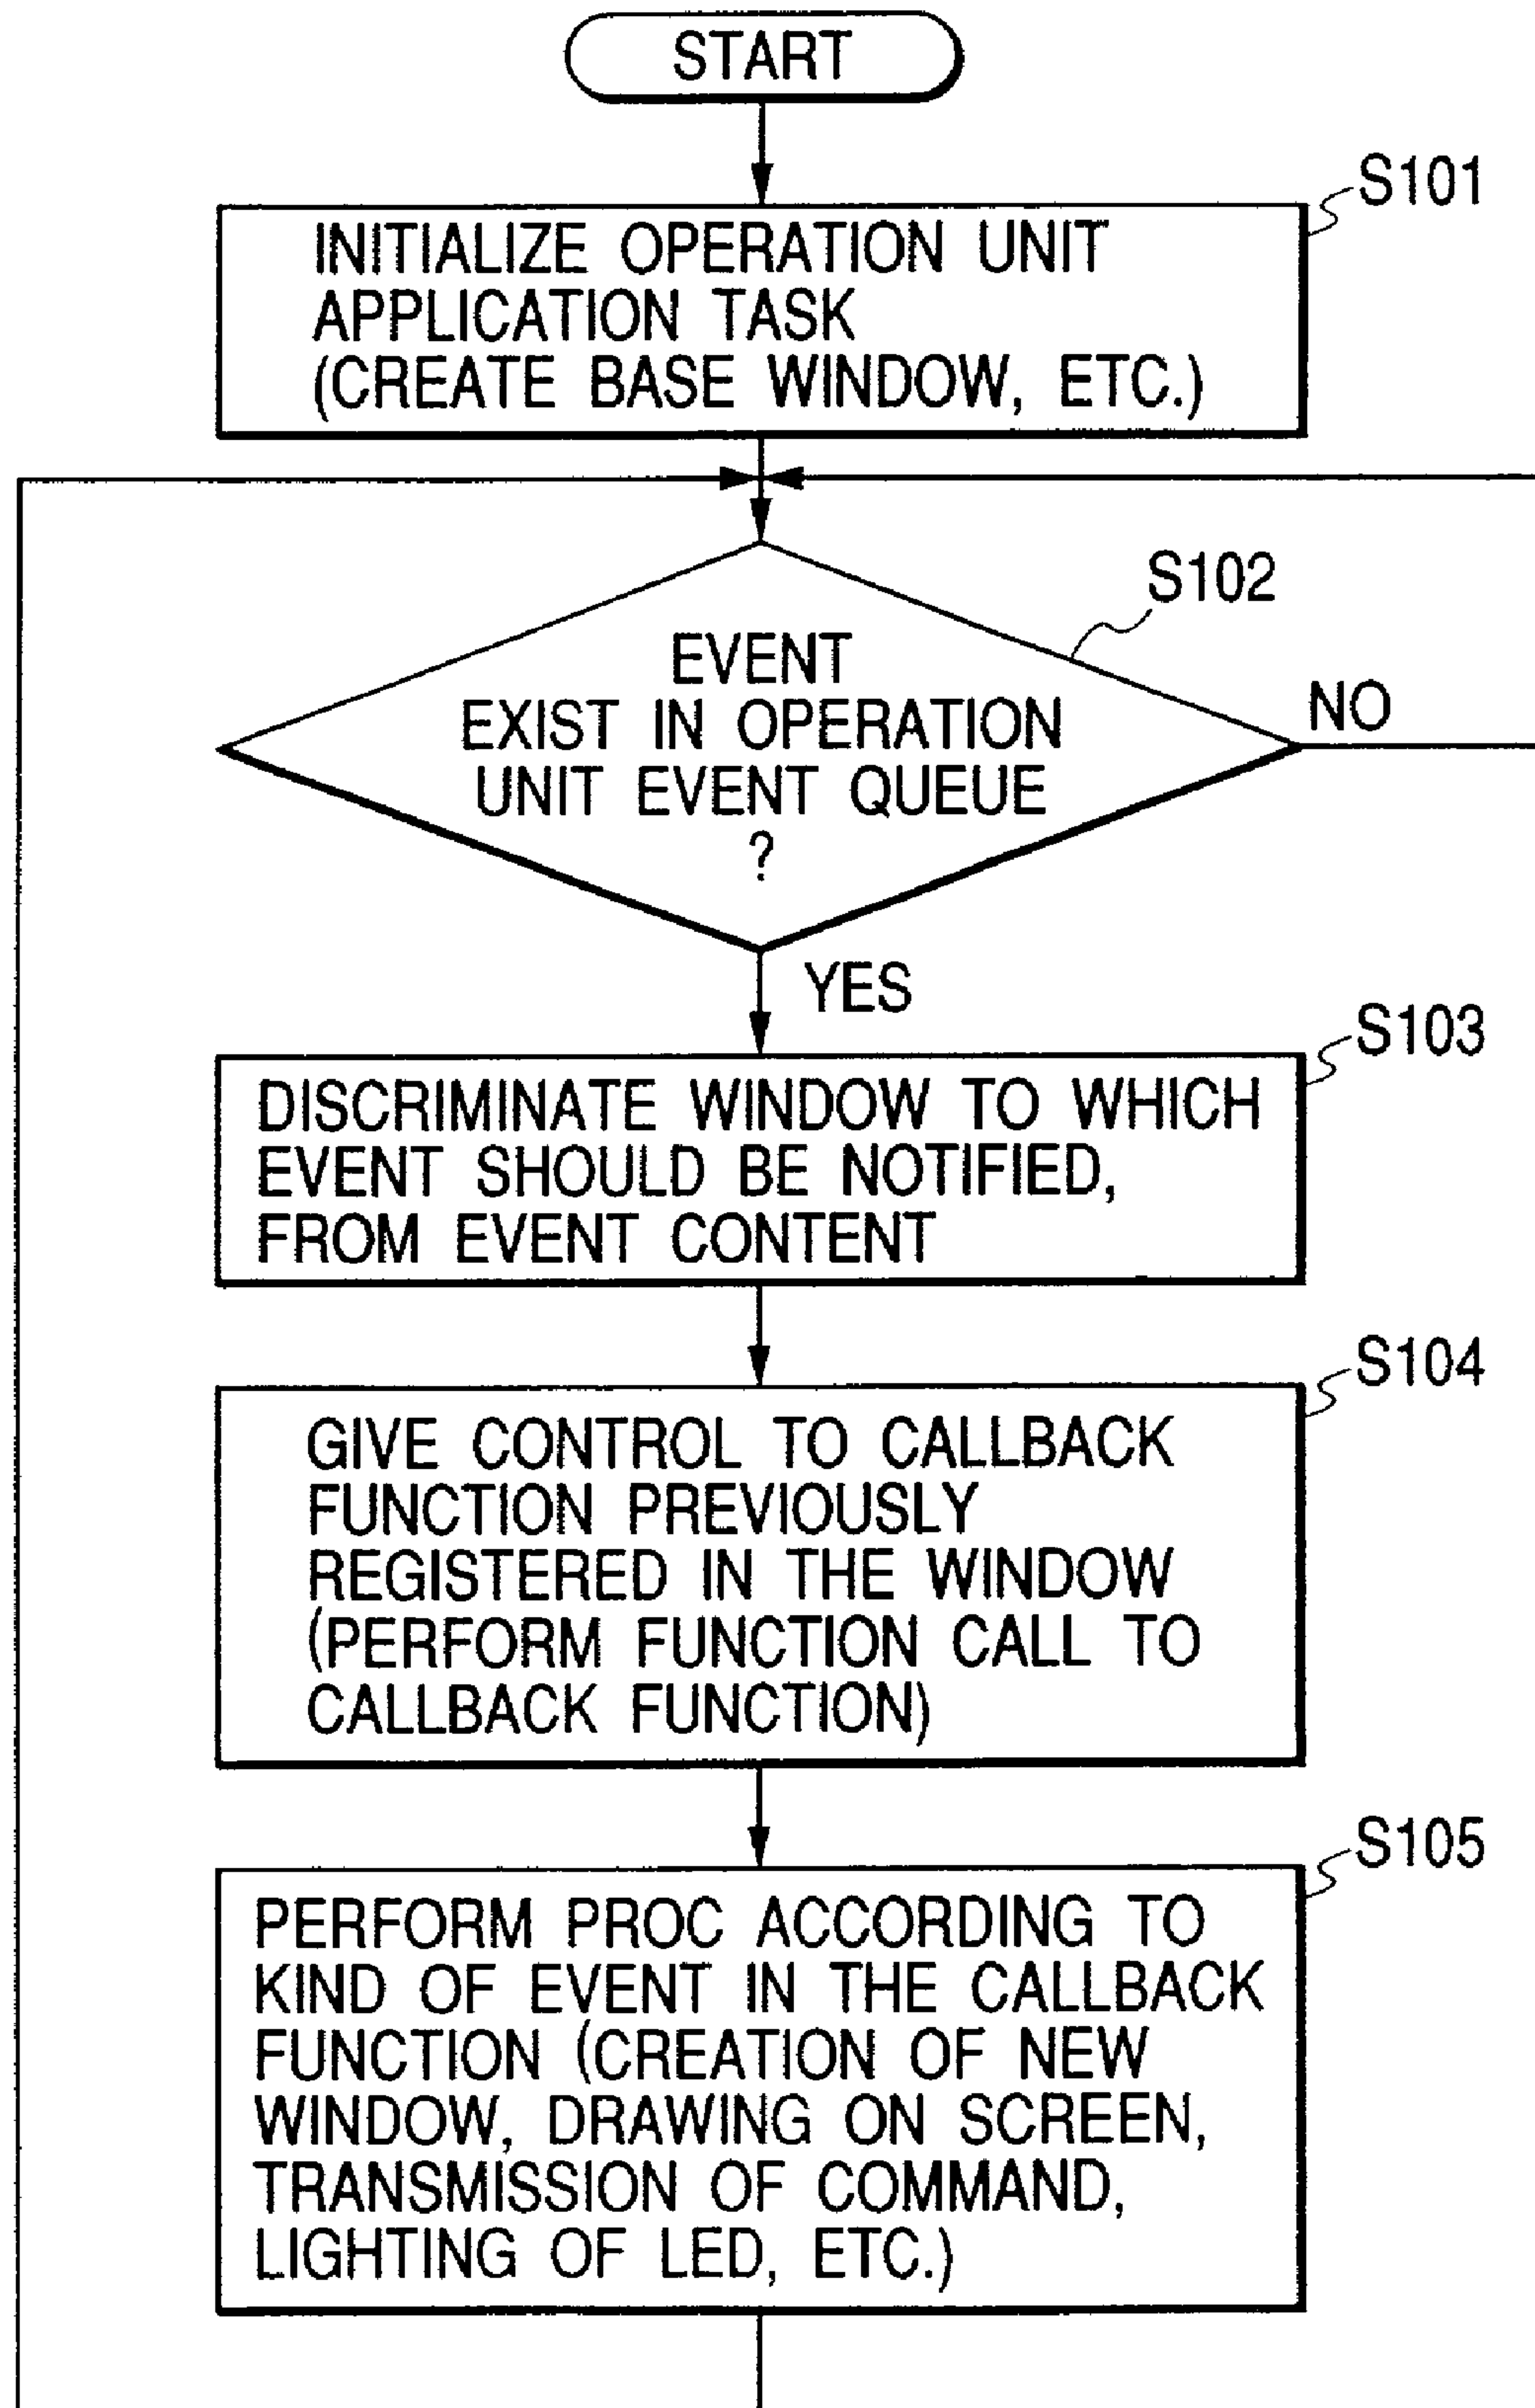 START
S101
INITIALIZE OPERATION UNIT
APPLICATION TASK
(CREATE BASE WINDOW, ETC.)
S102
EVENT
EXIST IN OPERATION
UNIT EVENT QUEUE
?
NO
YES
S103
DISCRIMINATE WINDOW TO WHICH
EVENT SHOULD BE NOTIFIED,
FROM EVENT CONTENT
S104
GIVE CONTROL TO CALLBACK
FUNCTION PREVIOUSLY
REGISTERED IN THE WINDOW
(PERFORM FUNCTION CALL TO
CALLBACK FUNCTION)
S105
PERFORM PROC ACCORDING TO
KIND OF EVENT IN THE CALLBACK
FUNCTION (CREATION OF NEW
WINDOW, DRAWING ON SCREEN,
TRANSMISSION OF COMMAND,
LIGHTING OF LED, ETC.)